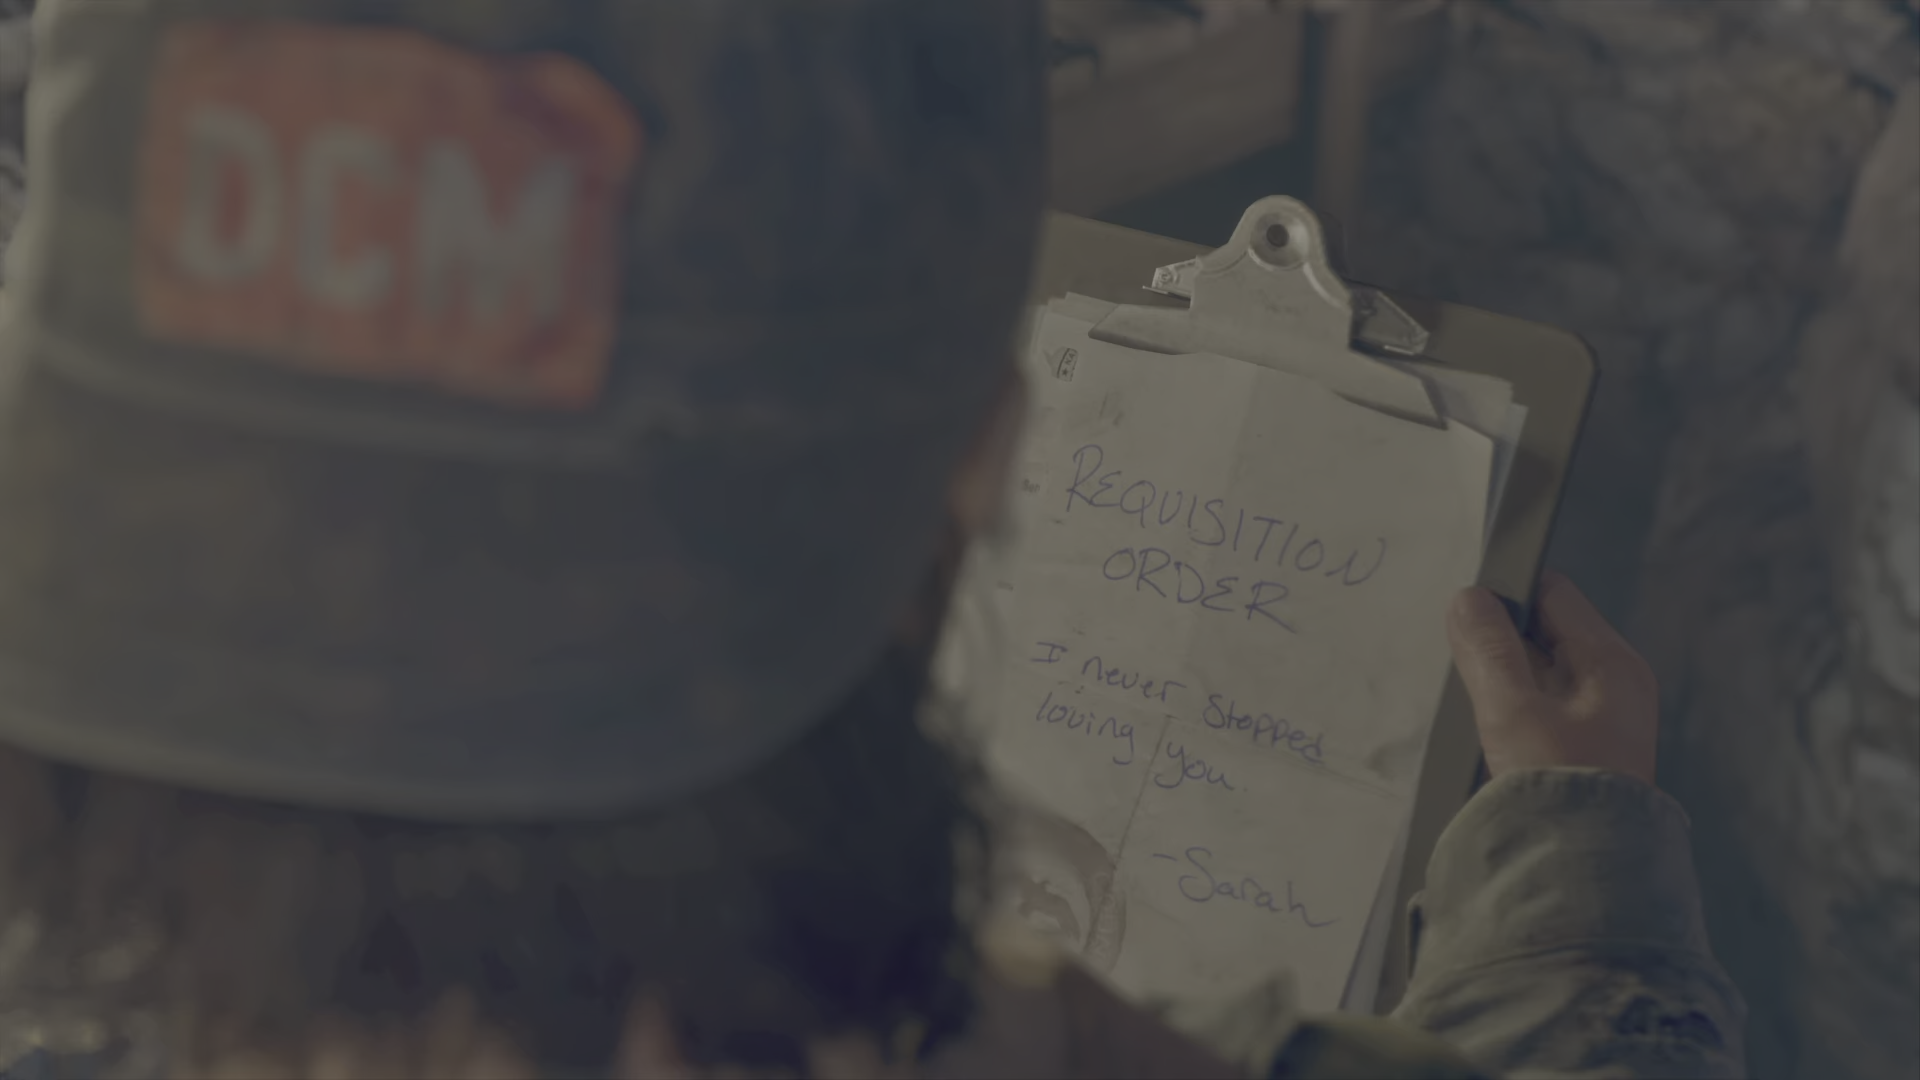 DCM
REQUISITION
ORDER
I never stopped
loving you.
-Sarah